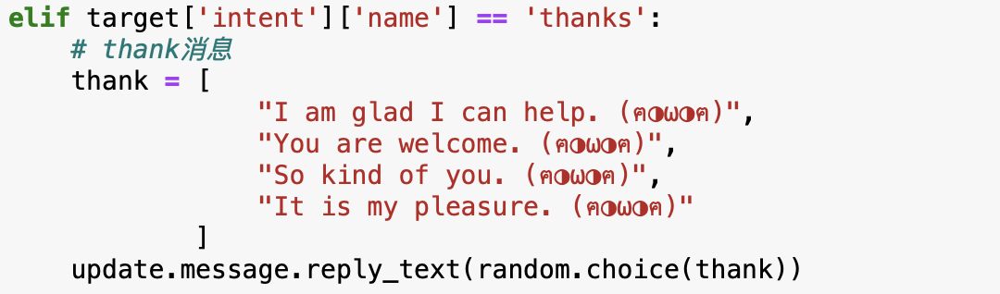 elif target['intent']['name'] == 'thanks':
# thank消息
thank = [
"I am glad I can help. (ฅ◑ω◑ฅ)",
"You are welcome. (ฅ◑ω◑ฅ)",
"So kind of you. (ฅ◑ω◑ฅ)",
"It is my pleasure. (ฅ◑ω◑ฅ)"
]
update.message.reply_text(random.choice(thank))